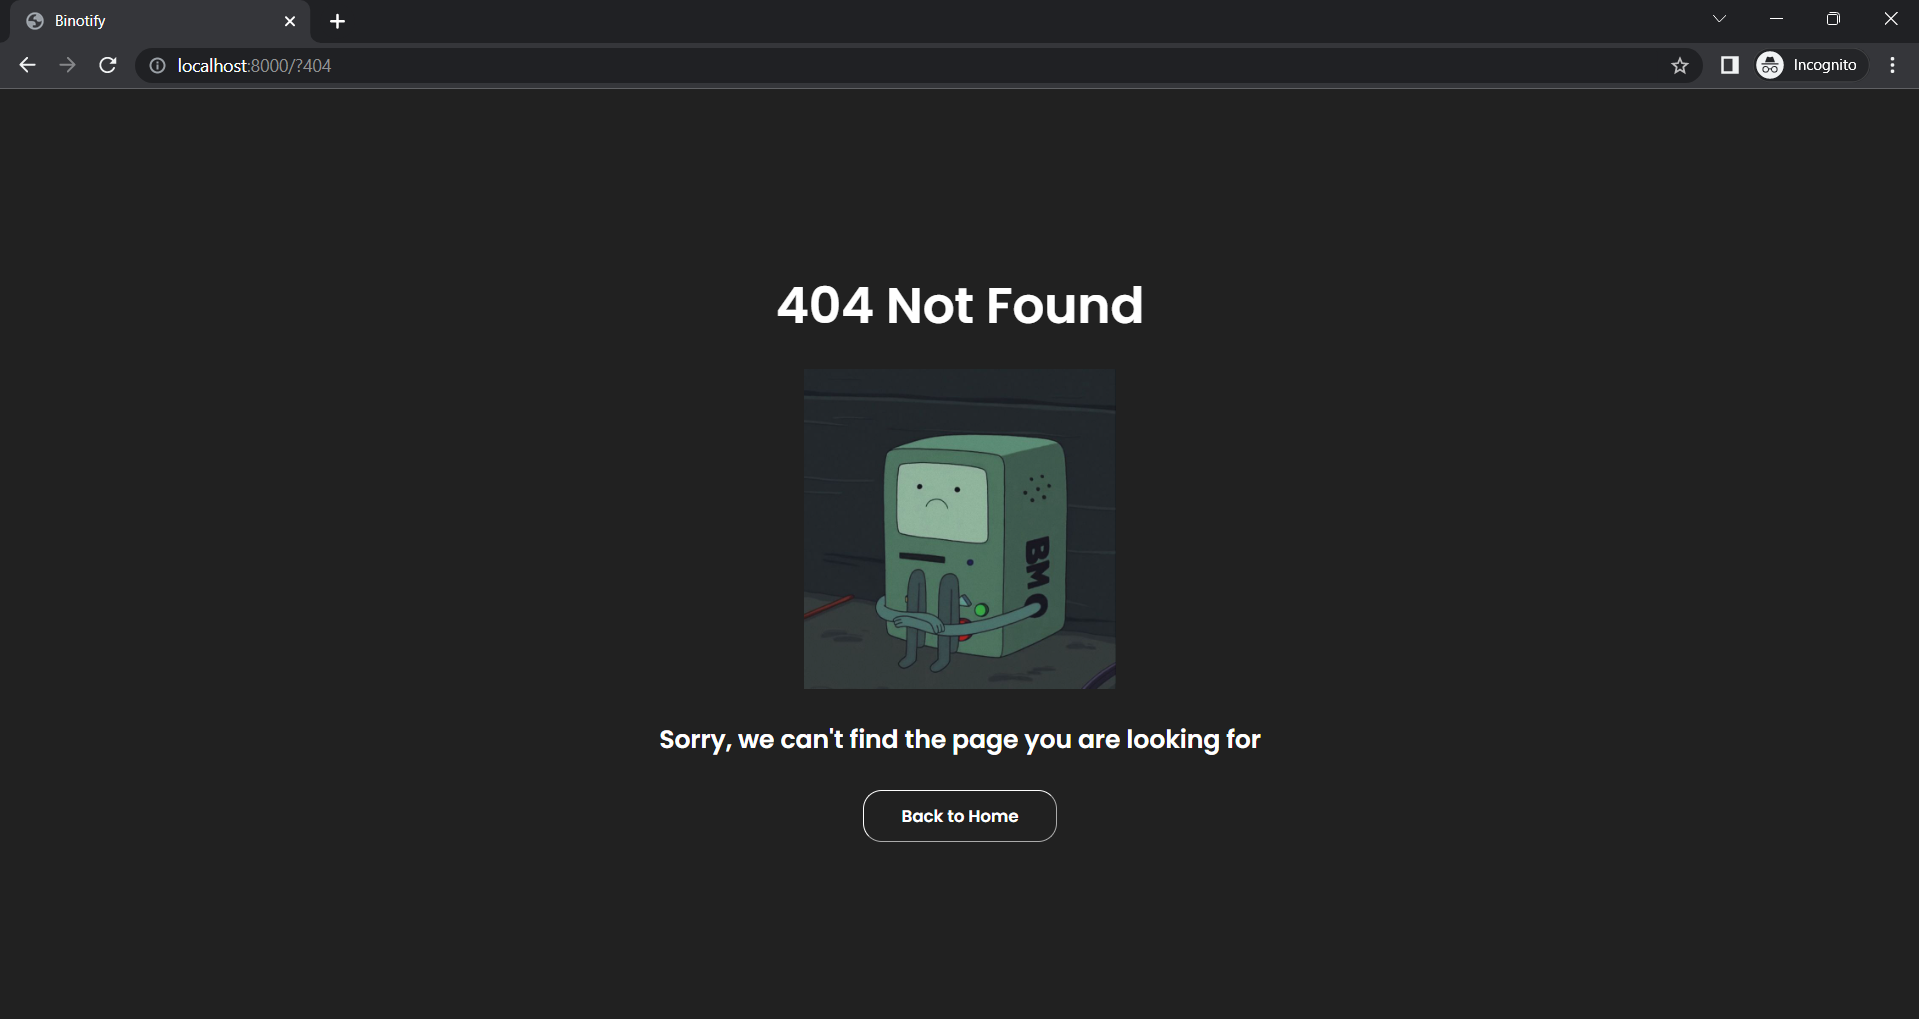 Binotify
localhost:8000/?404
Incognito
404 Not Found
BMO
Sorry, we can't find the page you are looking for
Back to Home